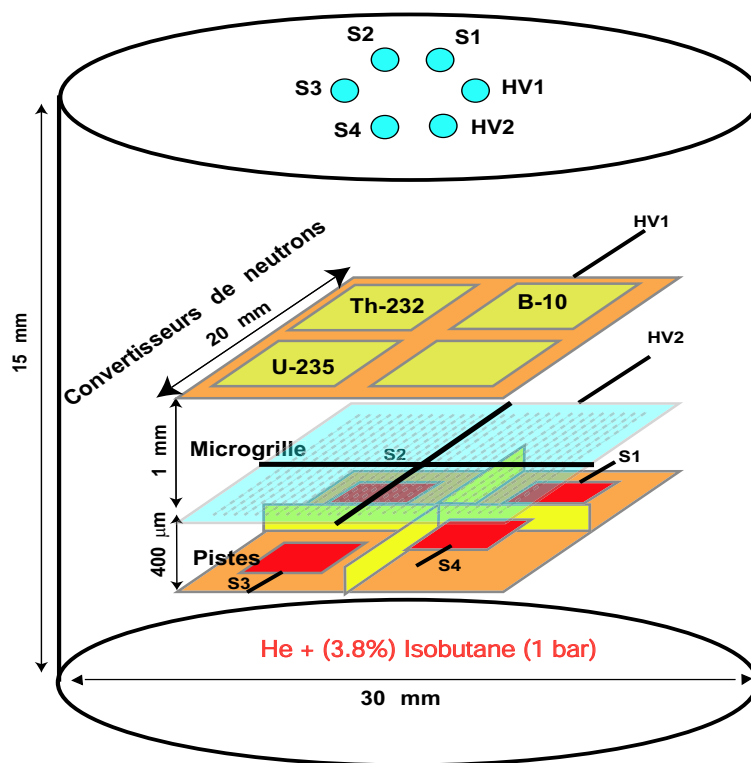 S2
S1
S3
HV1
S4
HV2
HV1
Convertisseurs de neutrons
20 mm
Th-232
B-10
U-235
HV2
15 mm
1 mm
Microgrille
S2
S1
400 μm
Pistes
S3
S4
He + (3.8%) Isobutane (1 bar)
30 mm